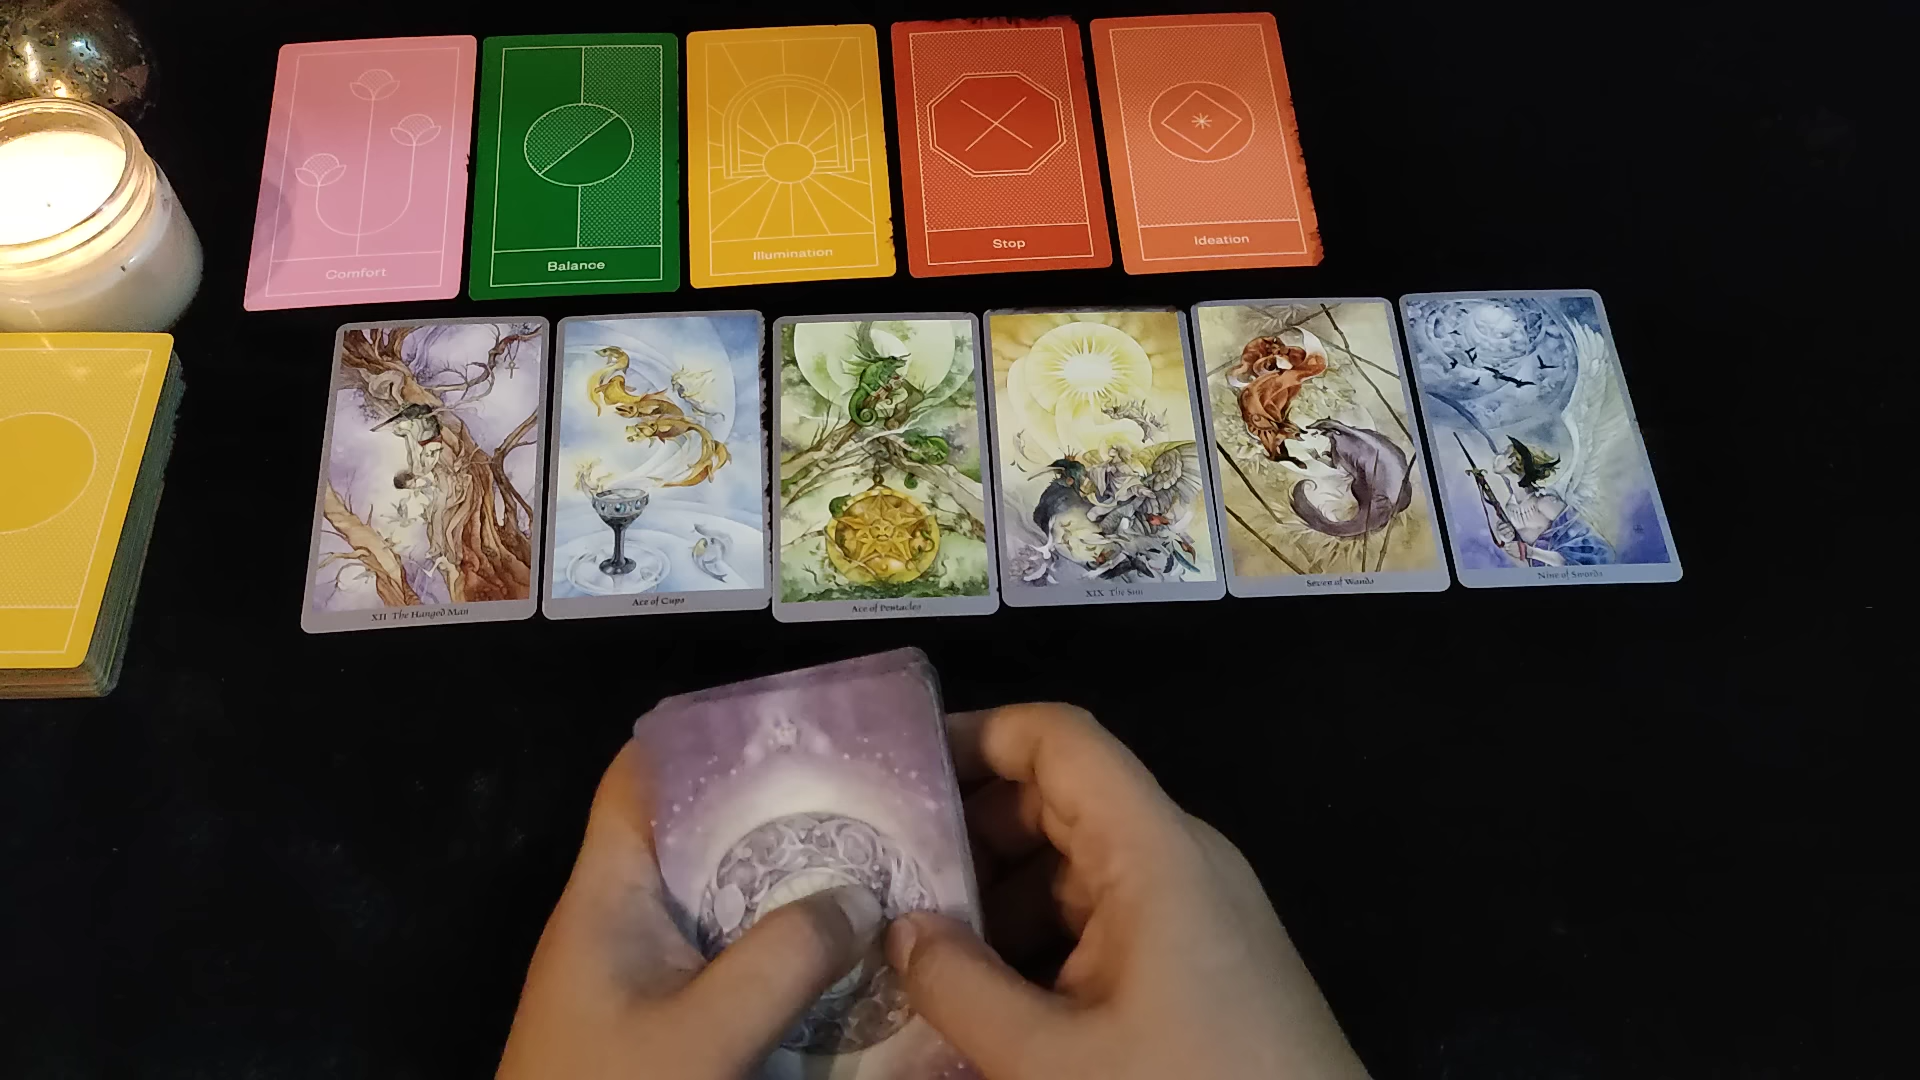 Comfort
Balance
Illumination
Stop
Ideation
XII The Hanged Man
Ace of Cups
Ace of Pentacles
XIX The Sun
Seven of Wands
Nine of Swords